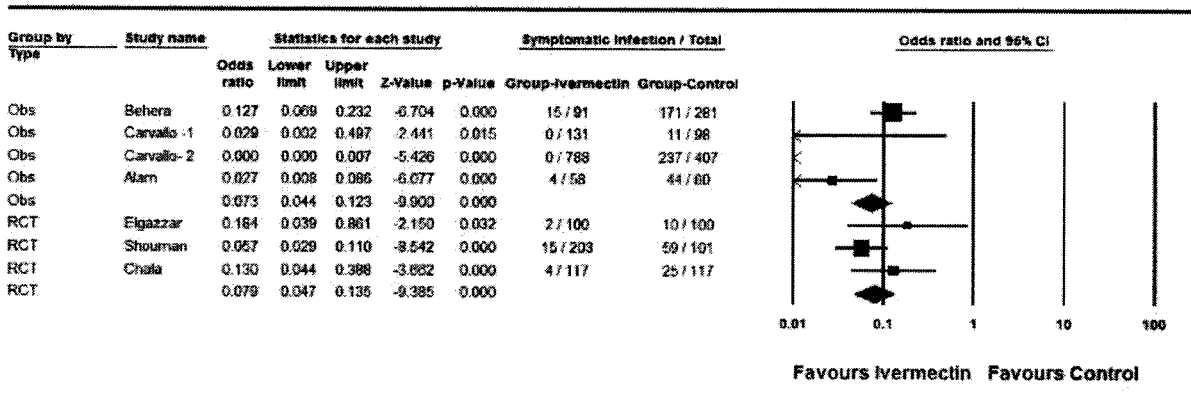 Group by Type Study name Statistics for each study Symptomatic Infection / Total Odds ratio and 95% CI
Odds ratio Lower limit Upper limit Z-Value p-Value Group-Ivermectin Group-Control
Obs Behera 0.127 0.069 0.232 -6.704 0.000 15 / 91 171 / 281
Obs Carvallo -1 0.029 0.002 0.497 -2.441 0.015 0 / 131 11 / 98
Obs Carvallo- 2 0.000 0.000 0.007 -5.426 0.000 0 / 788 237 / 407
Obs Alam 0.027 0.008 0.086 -6.077 0.000 4 / 58 44 / 60
Obs 0.073 0.044 0.123 -9.900 0.000
RCT Elgazzar 0.184 0.039 0.861 -2.150 0.032 2 / 100 10 / 100
RCT Shouman 0.057 0.029 0.110 -8.542 0.000 15 / 203 59 / 101
RCT Chala 0.130 0.044 0.388 -3.662 0.000 4 / 117 25 / 117
RCT 0.079 0.047 0.135 -9.385 0.000
0.01 0.1 1 10 100
Favours Ivermectin Favours Control